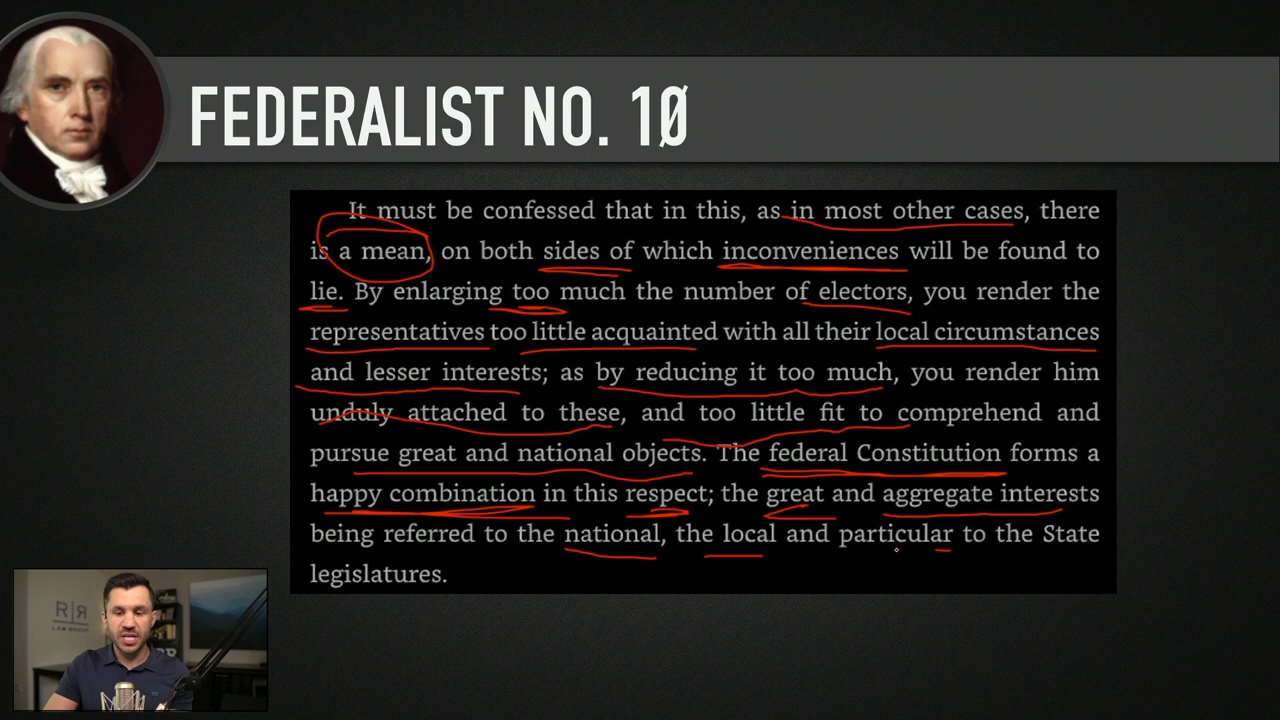 FEDERALIST NO. 10
It must be confessed that in this, as in most other cases, there
is a mean, on both sides of which inconveniences will be found to
lie. By enlarging too much the number of electors, you render the
representatives too little acquainted with all their local circumstances
and lesser interests; as by reducing it too much, you render him
unduly attached to these, and too little fit to comprehend and
pursue great and national objects. The federal Constitution forms a
happy combination in this respect; the great and aggregate interests
being referred to the national, the local and particular to the State
legislatures.
R|R
LAW GROUP